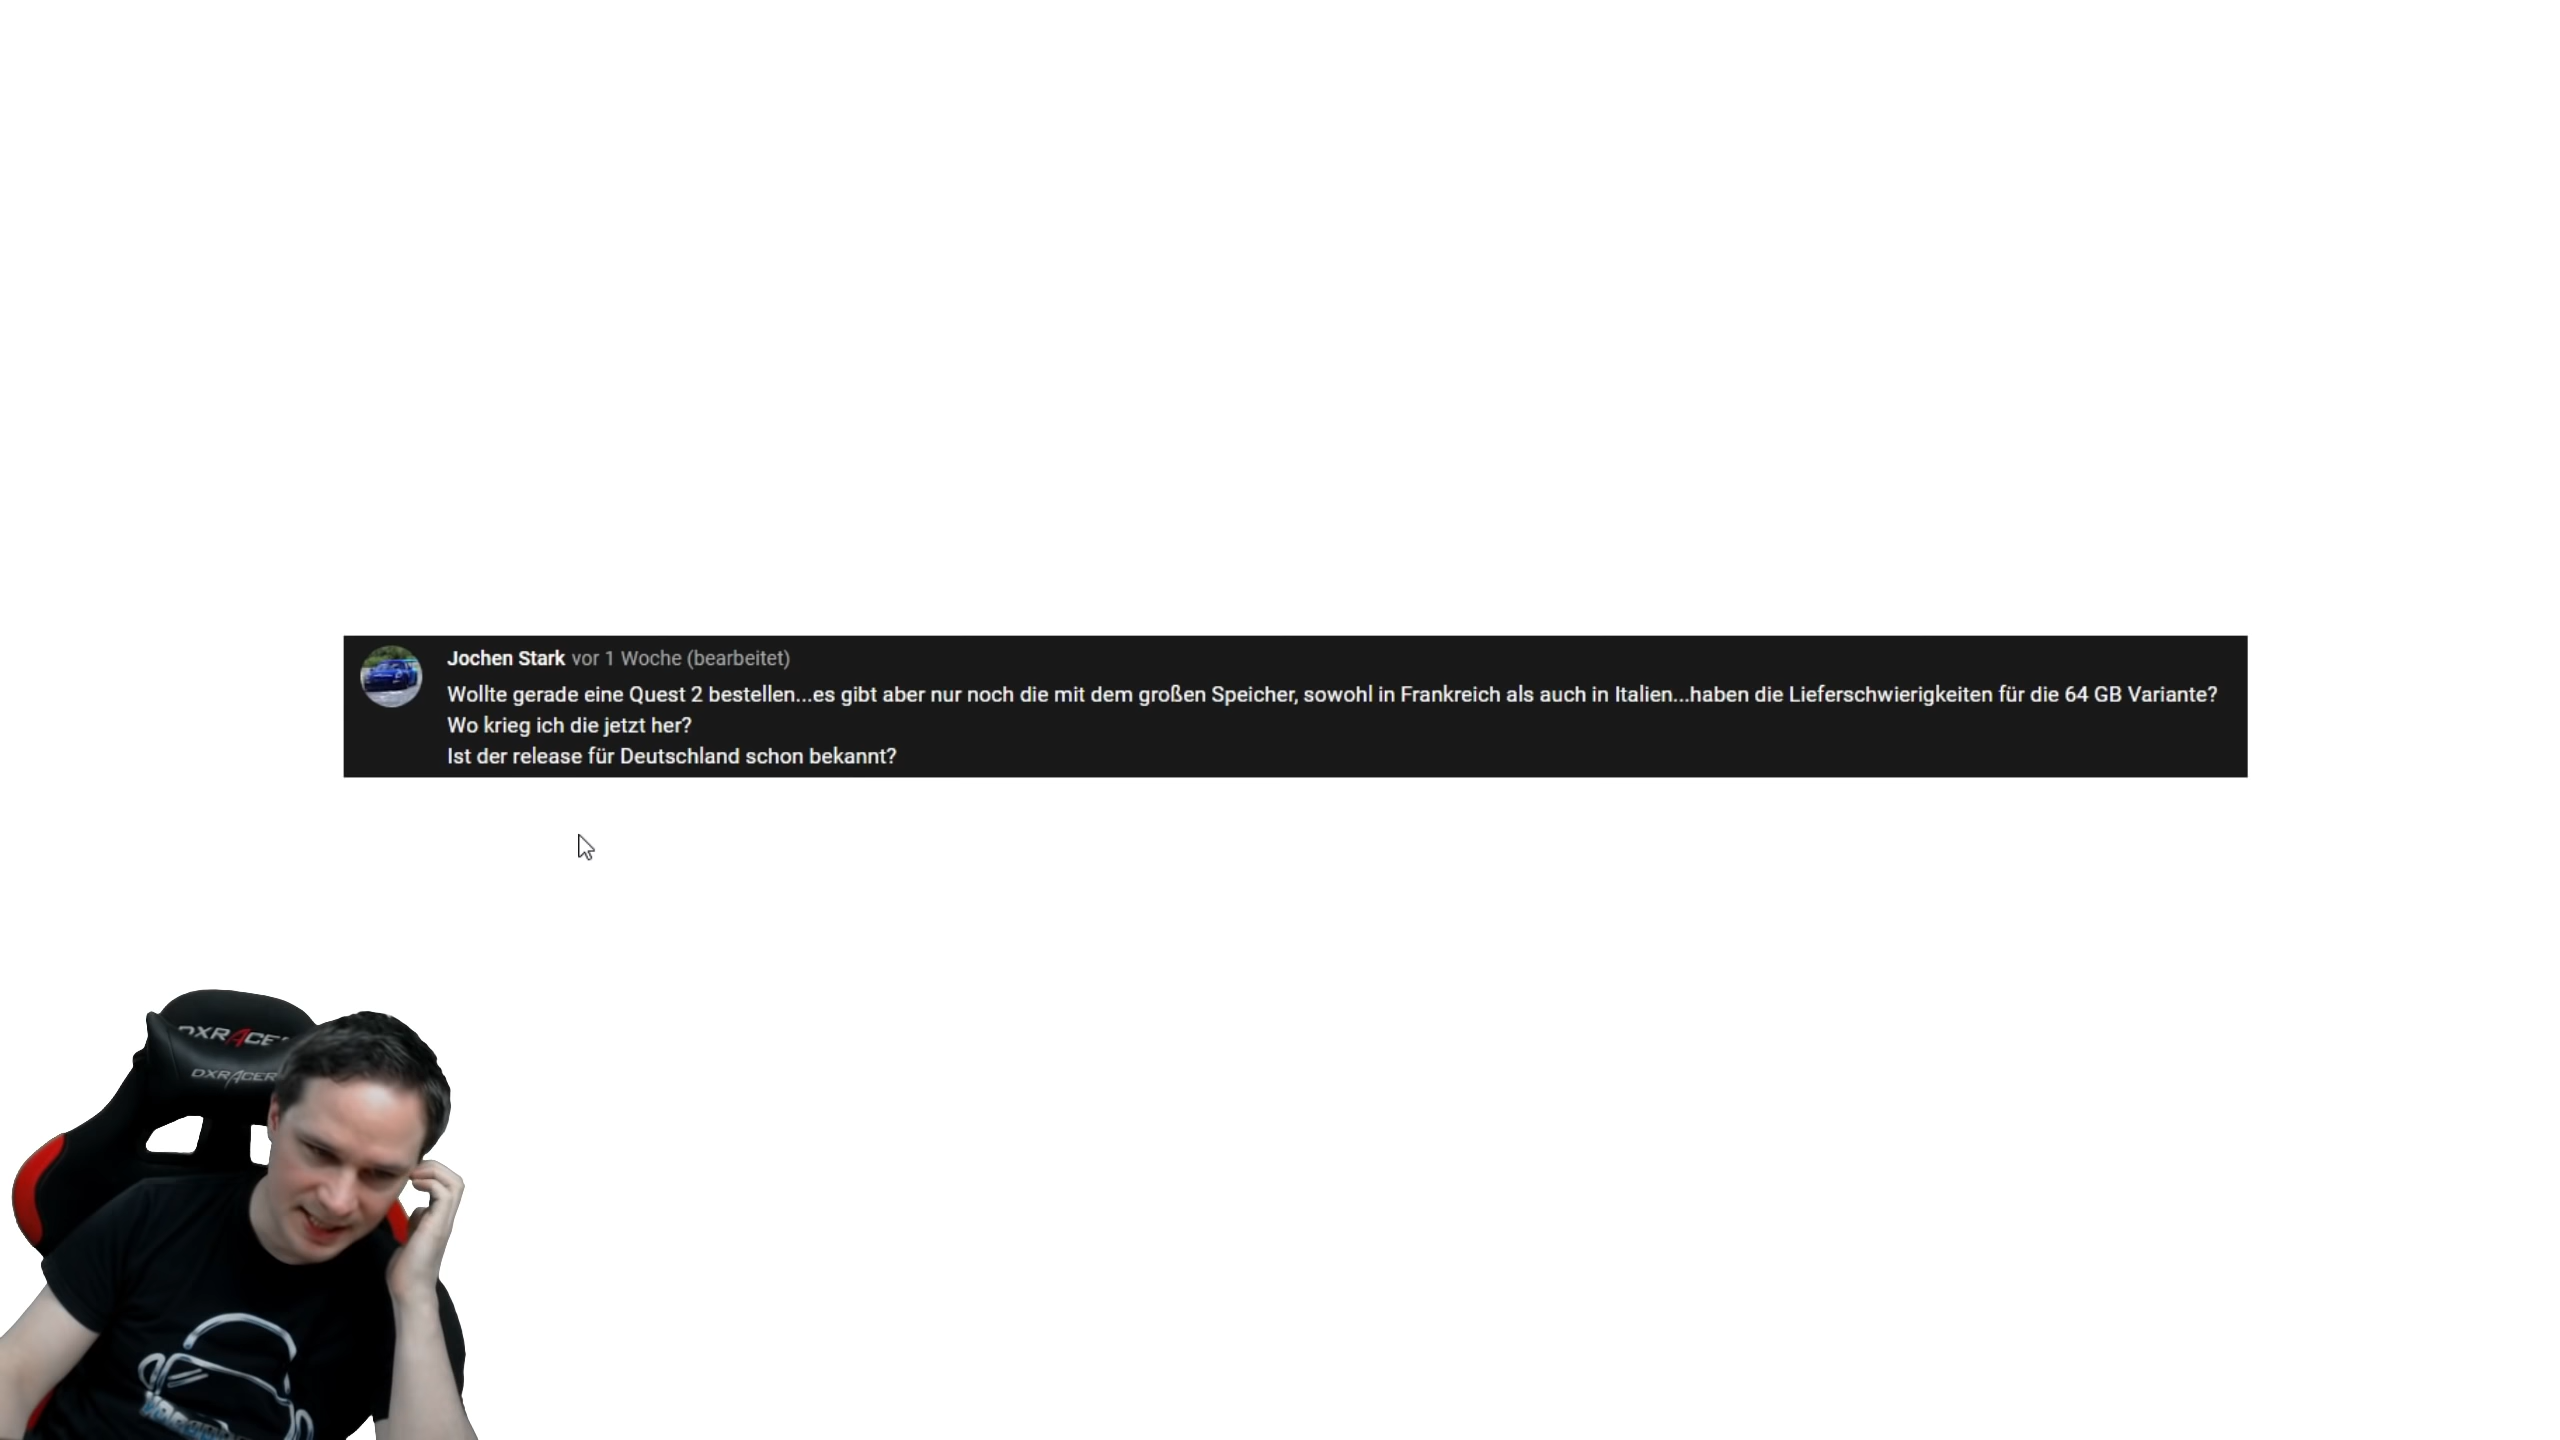 Jochen Stark vor 1 Woche (bearbeitet)
Wollte gerade eine Quest 2 bestellen...es gibt aber nur noch die mit dem großen Speicher, sowohl in Frankreich als auch in Italien...haben die Lieferschwierigkeiten für die 64 GB Variante?
Wo krieg ich die jetzt her?
Ist der release für Deutschland schon bekannt?
DXRACER